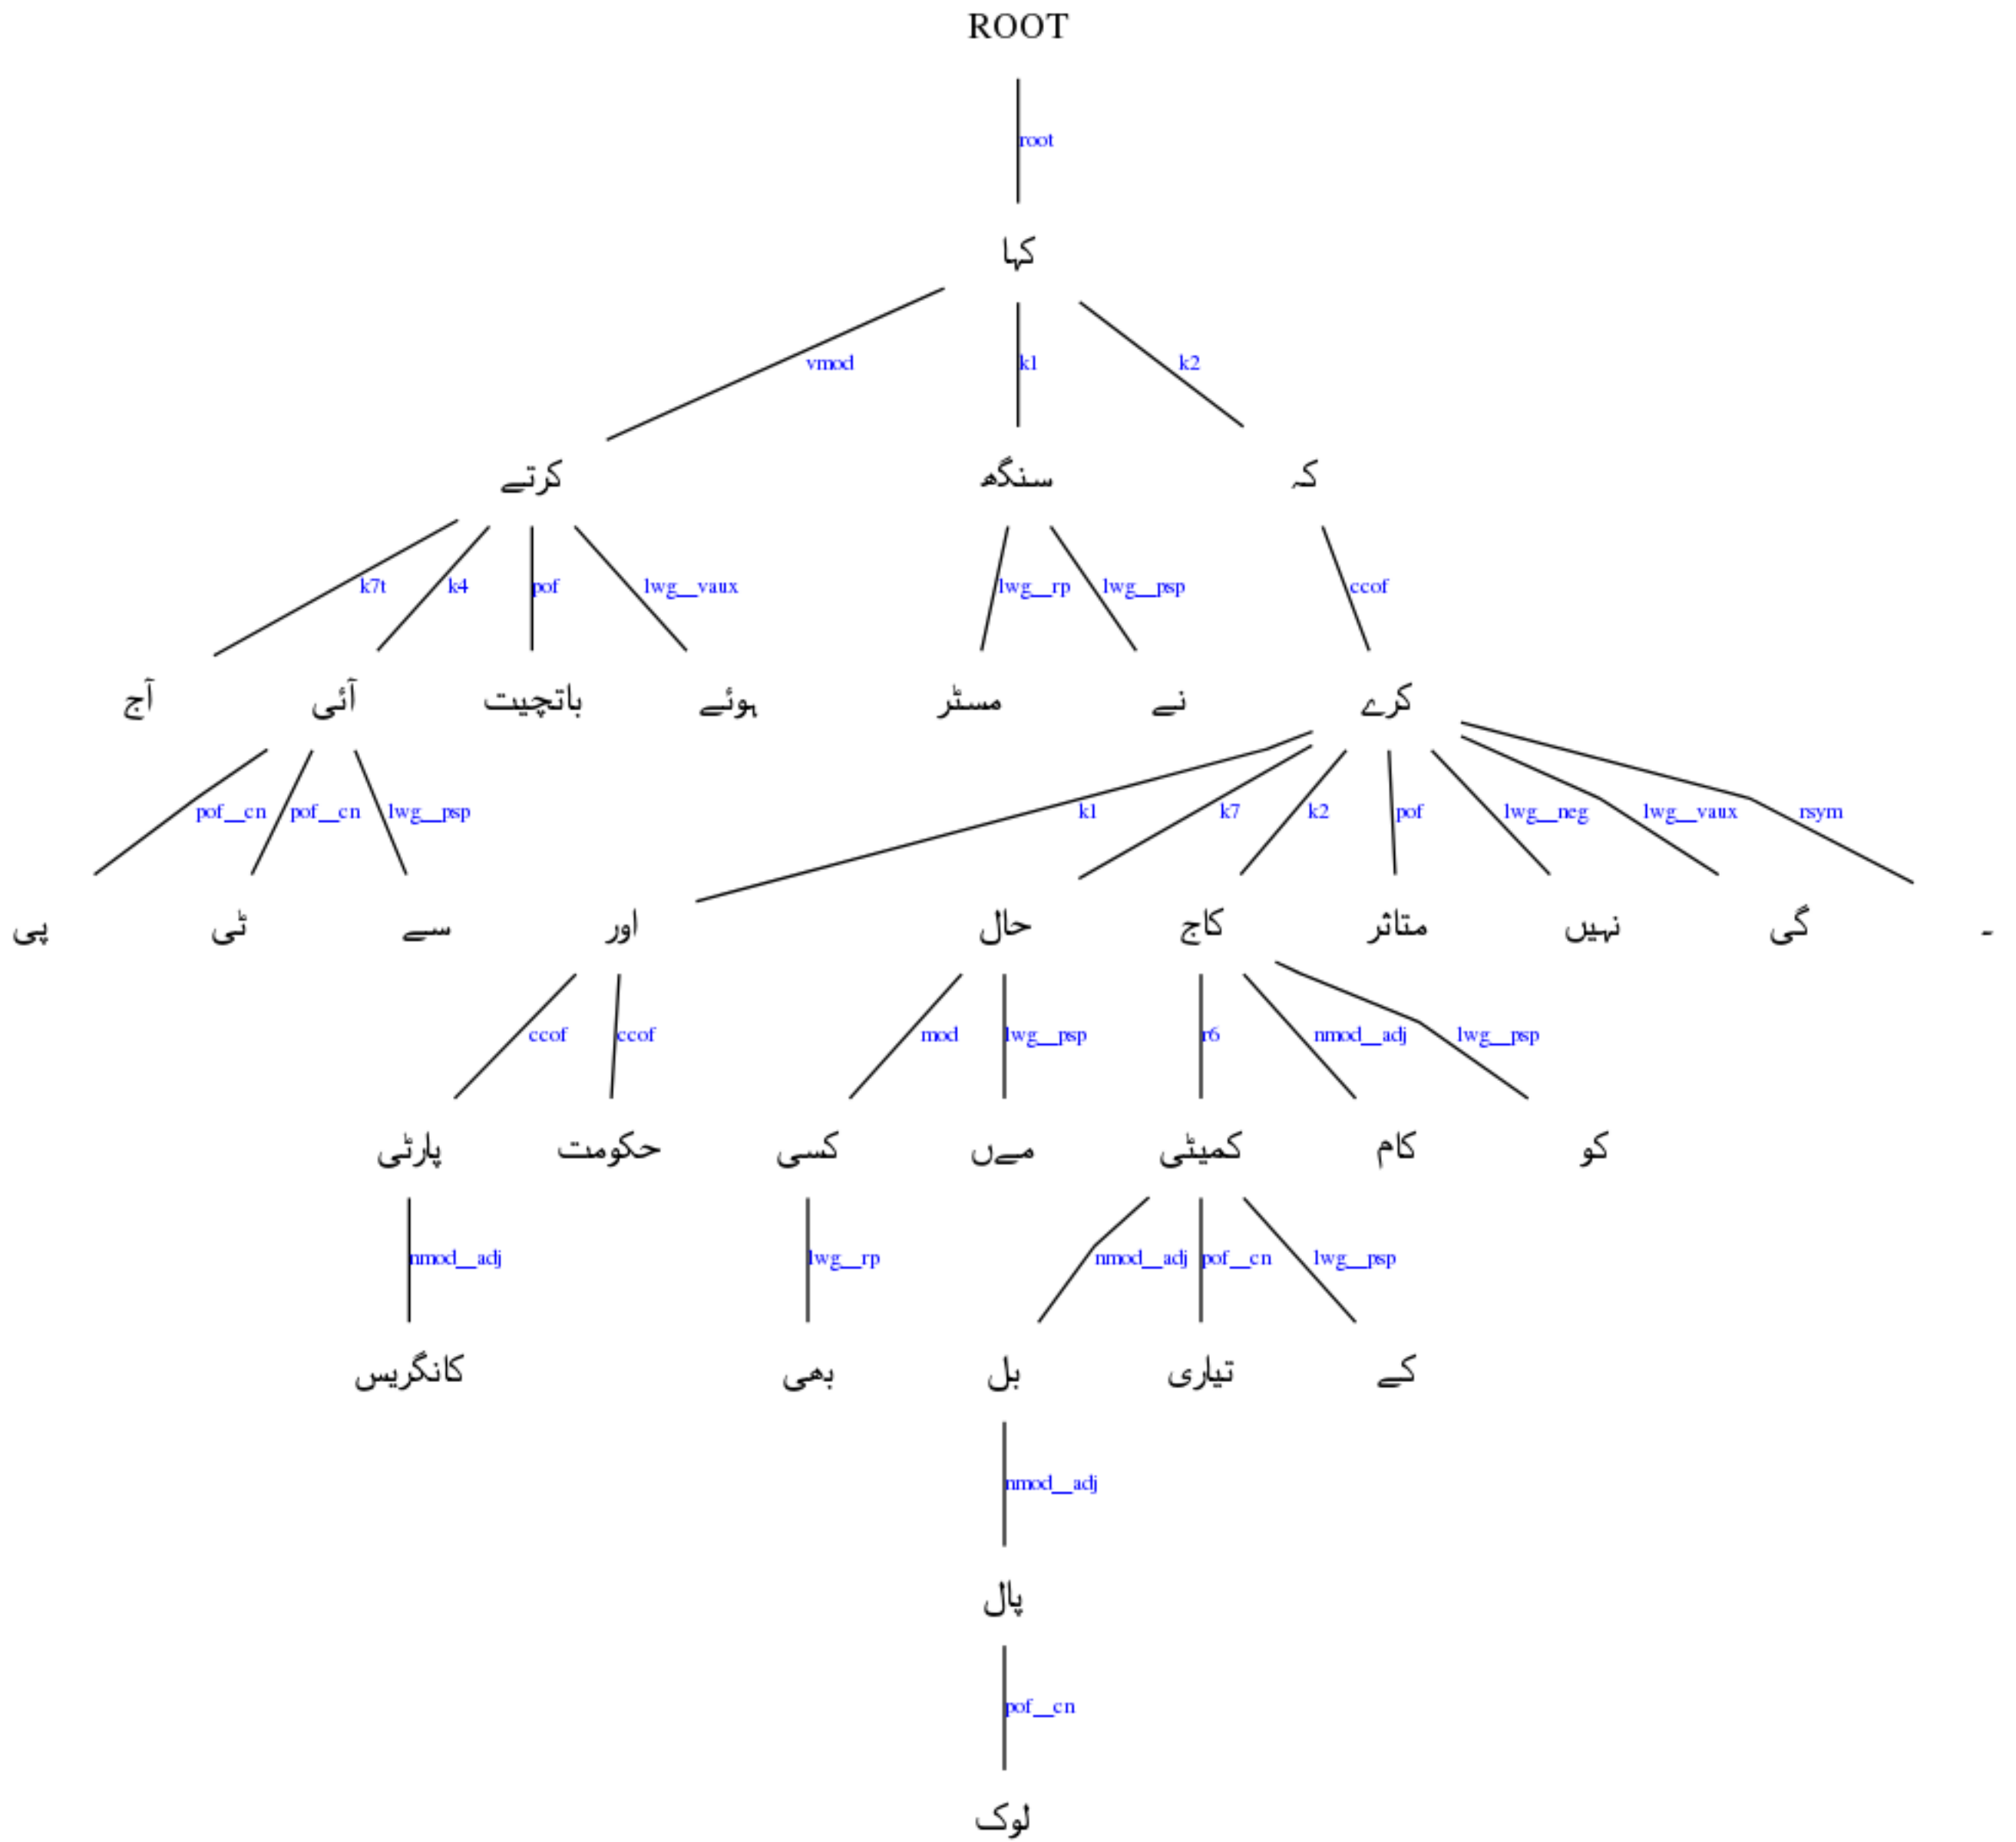 ROOT
root
کہا
vmod k1 k2
کرتے سنگھ کہ
k7t k4 pof lwg__vaux lwg__rp lwg__psp ccof
آج آئی باتچیت ہوئے مسٹر نے کرے
pof__cn pof__cn lwg__psp k1 k7 k2 pof lwg__neg lwg__vaux rsym
پی ٹی سے اور حال کاج متاثر نہیں گی ۔
ccof ccof mod lwg__psp r6 nmod__adj lwg__psp
پارٹی حکومت کسی مےں کمیٹی کام کو
nmod__adj lwg__rp nmod__adj pof__cn lwg__psp
کانگریس بھی بل تیاری کے
nmod__adj
پال
pof__cn
لوک